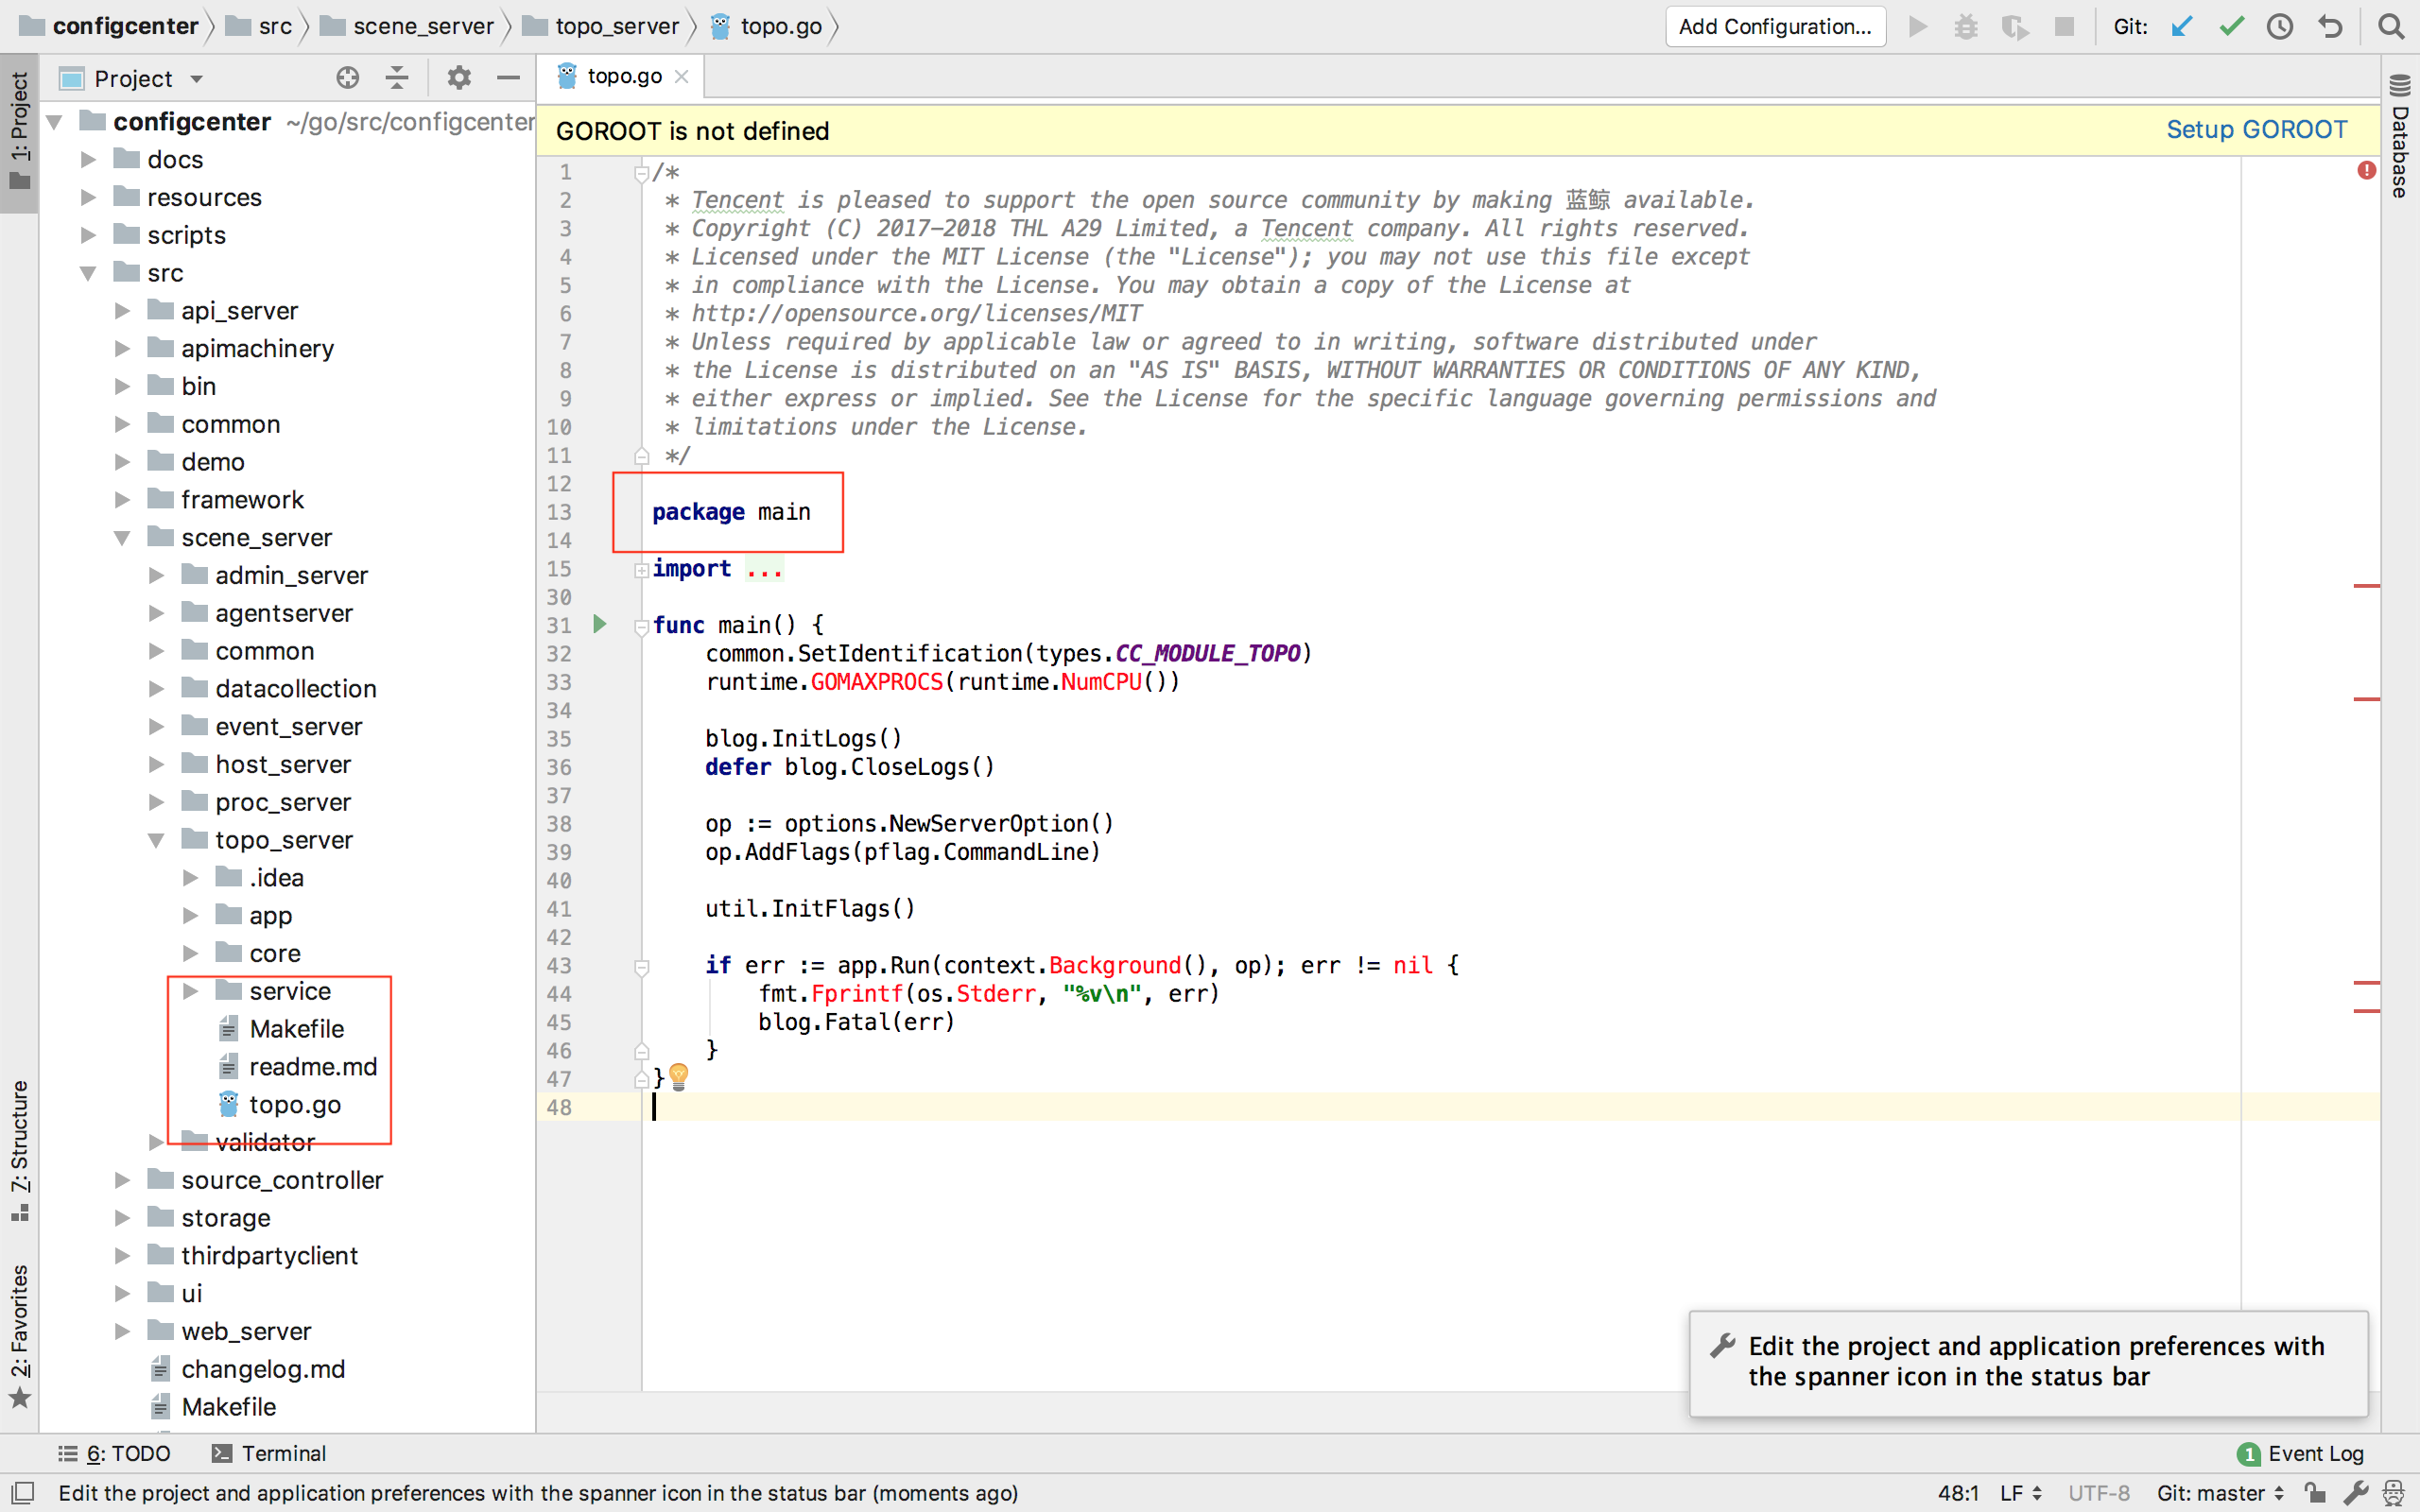 configcenter
src
scene_server
topo_server
topo.go
Add Configuration...
Git:
1: Project
Project
topo.go
GOROOT is not defined
Setup GOROOT
Database
configcenter ~/go/src/configcenter
docs
resources
scripts
src
api_server
apimachinery
bin
common
demo
framework
scene_server
admin_server
agentserver
common
datacollection
event_server
host_server
proc_server
topo_server
.idea
app
core
service
Makefile
readme.md
topo.go
validator
source_controller
storage
thirdpartyclient
ui
web_server
changelog.md
Makefile
7: Structure
2: Favorites
1 /*
2 * Tencent is pleased to support the open source community by making 蓝鲸 available.
3 * Copyright (C) 2017-2018 THL A29 Limited, a Tencent company. All rights reserved.
4 * Licensed under the MIT License (the "License"); you may not use this file except
5 * in compliance with the License. You may obtain a copy of the License at
6 * http://opensource.org/licenses/MIT
7 * Unless required by applicable law or agreed to in writing, software distributed under
8 * the License is distributed on an "AS IS" BASIS, WITHOUT WARRANTIES OR CONDITIONS OF ANY KIND,
9 * either express or implied. See the License for the specific language governing permissions and
10 * limitations under the License.
11 */
12
13 package main
14
15 import ...
30
31 func main() {
32 common.SetIdentification(types.CC_MODULE_TOPO)
33 runtime.GOMAXPROCS(runtime.NumCPU())
34
35 blog.InitLogs()
36 defer blog.CloseLogs()
37
38 op := options.NewServerOption()
39 op.AddFlags(pflag.CommandLine)
40
41 util.InitFlags()
42
43 if err := app.Run(context.Background(), op); err != nil {
44 fmt.Fprintf(os.Stderr, "%v\n", err)
45 blog.Fatal(err)
46 }
47 }
48
Edit the project and application preferences with
the spanner icon in the status bar
6: TODO
Terminal
1 Event Log
Edit the project and application preferences with the spanner icon in the status bar (moments ago)
48:1
LF
UTF-8
Git: master